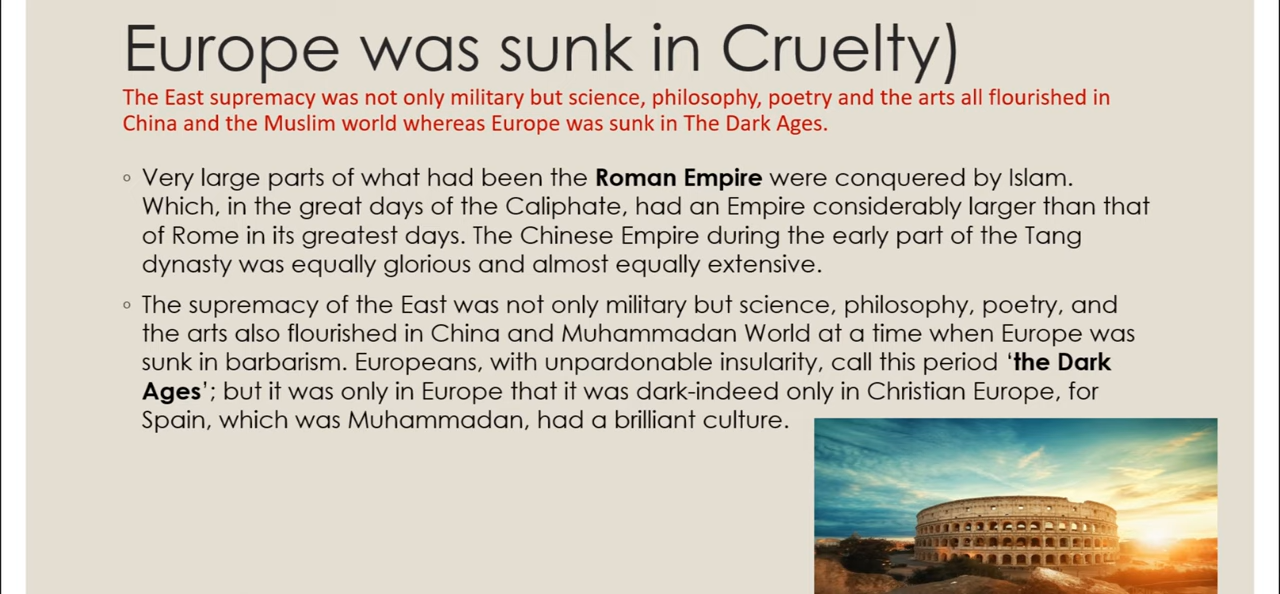 Europe was sunk in Cruelty)
The East supremacy was not only military but science, philosophy, poetry and the arts all flourished in
China and the Muslim world whereas Europe was sunk in The Dark Ages.
◦ Very large parts of what had been the Roman Empire were conquered by Islam.
Which, in the great days of the Caliphate, had an Empire considerably larger than that
of Rome in its greatest days. The Chinese Empire during the early part of the Tang
dynasty was equally glorious and almost equally extensive.
◦ The supremacy of the East was not only military but science, philosophy, poetry, and
the arts also flourished in China and Muhammadan World at a time when Europe was
sunk in barbarism. Europeans, with unpardonable insularity, call this period ‘the Dark
Ages’; but it was only in Europe that it was dark-indeed only in Christian Europe, for
Spain, which was Muhammadan, had a brilliant culture.